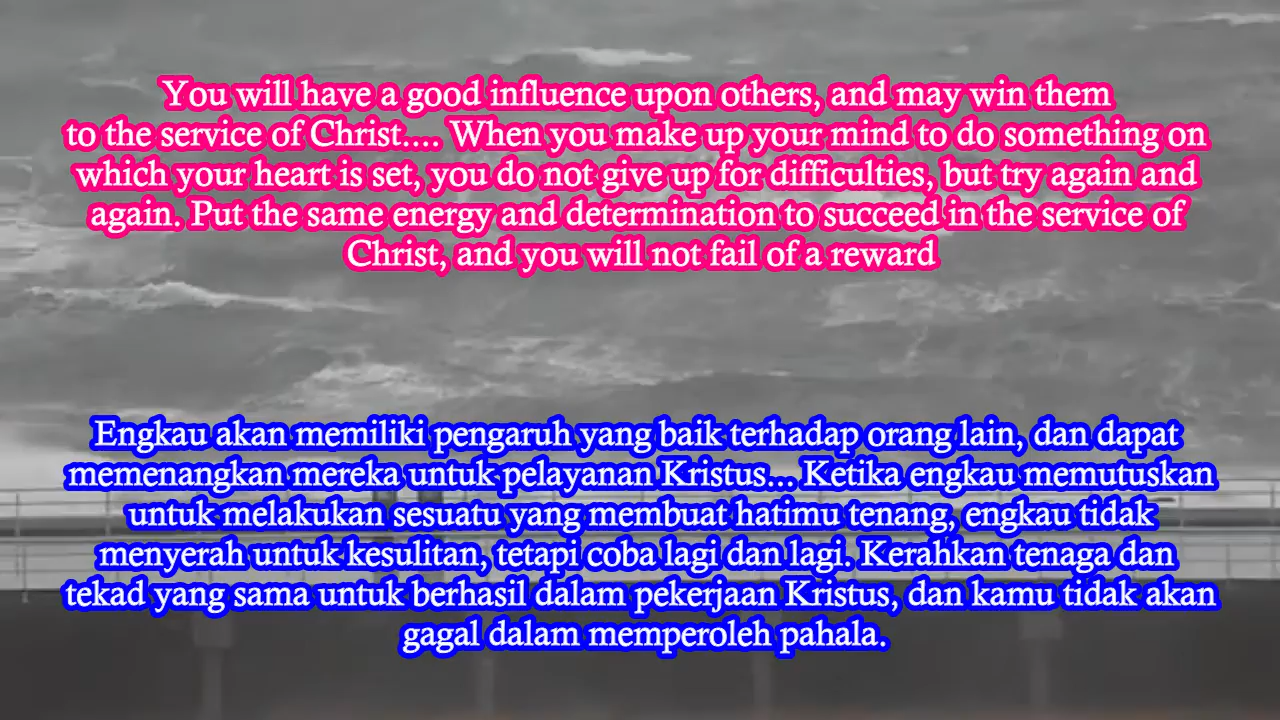 You will have a good influence upon others, and may win them
to the service of Christ.... When you make up your mind to do something on
which your heart is set, you do not give up for difficulties, but try again and
again. Put the same energy and determination to succeed in the service of
Christ, and you will not fail of a reward
Engkau akan memiliki pengaruh yang baik terhadap orang lain, dan dapat
memenangkan mereka untuk pelayanan Kristus... Ketika engkau memutuskan
untuk melakukan sesuatu yang membuat hatimu tenang, engkau tidak
menyerah untuk kesulitan, tetapi coba lagi dan lagi. Kerahkan tenaga dan
tekad yang sama untuk berhasil dalam pekerjaan Kristus, dan kamu tidak akan
gagal dalam memperoleh pahala.